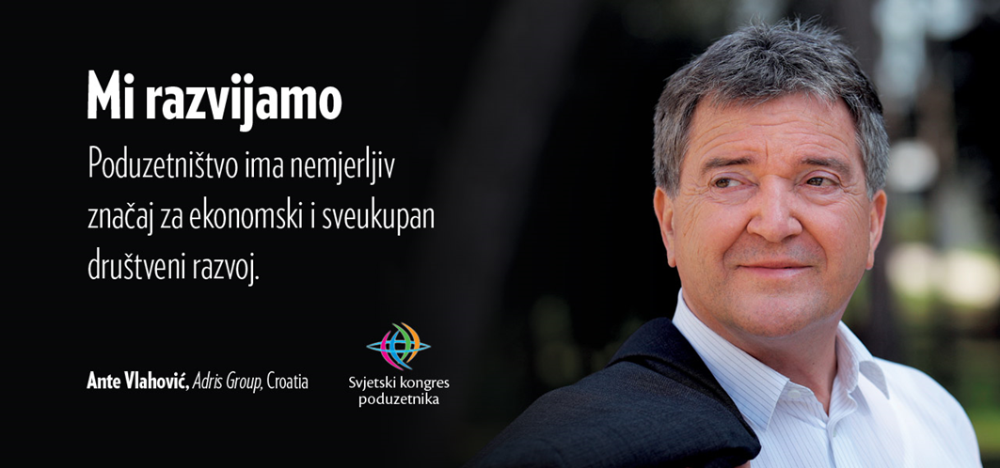 Mi razvijamo
Poduzetništvo ima nemjerljiv
značaj za ekonomski i sveukupan
društveni razvoj.
Ante Vlahović, Adris Group, Croatia
Svjetski kongres
poduzetnika